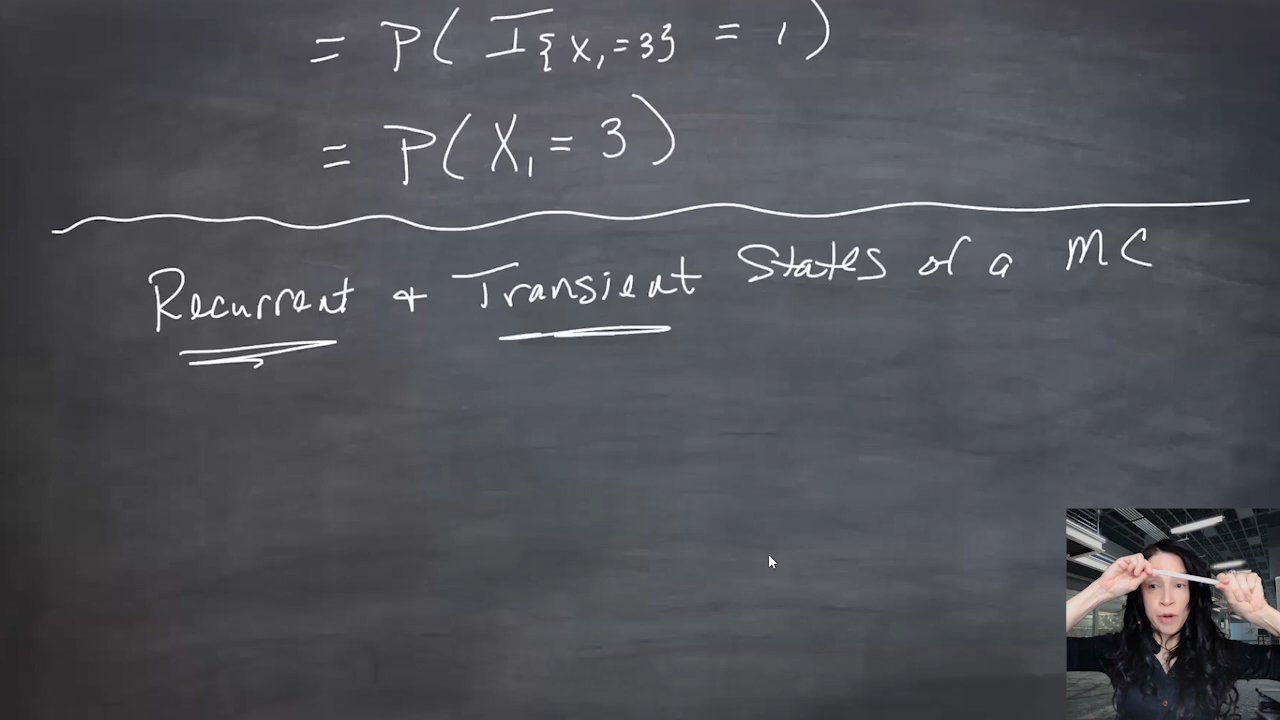 = P( I{X₁=3} = 1 )
= P( X₁ = 3 )
Recurrent + Transient States of a MC